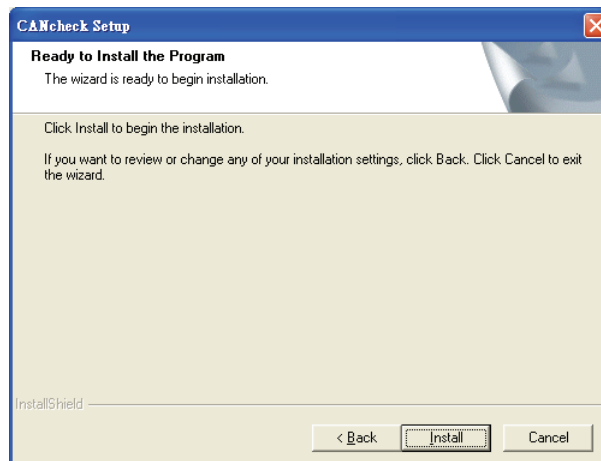 CANcheck Setup
Ready to Install the Program
The wizard is ready to begin installation.
Click Install to begin the installation.
If you want to review or change any of your installation settings, click Back. Click Cancel to exit
the wizard.
InstallShield
< Back Install Cancel